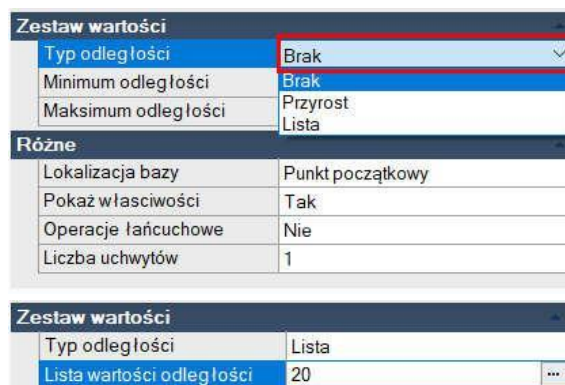 Zestaw wartości
Typ odległości Brak
Minimum odległości Brak
Maksimum odległości Przyrost
Lista
Różne
Lokalizacja bazy Punkt początkowy
Pokaż własciwości Tak
Operacje łańcuchowe Nie
Liczba uchwytów 1
Zestaw wartości
Typ odległości Lista
Lista wartości odległości 20 ...